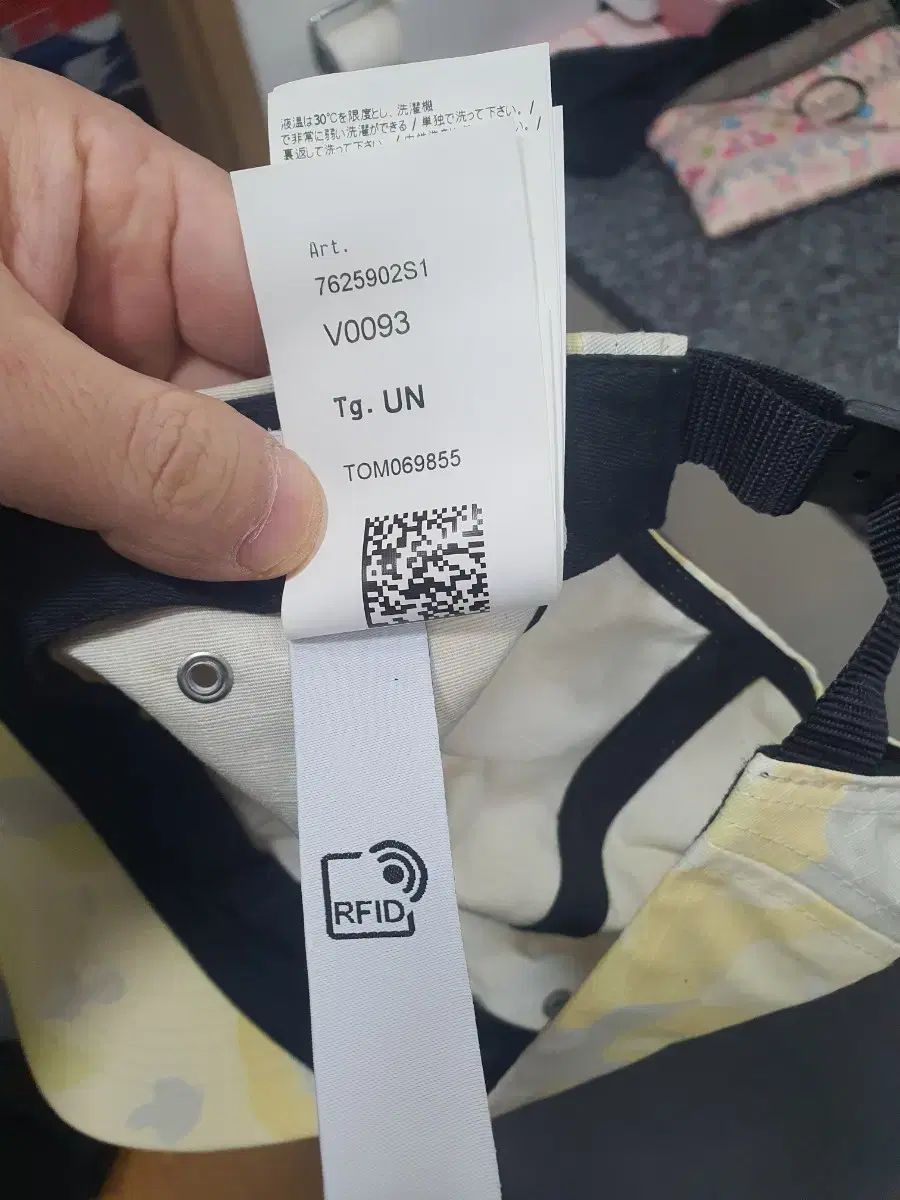 液温は30℃を限度とし、洗濯機
で非常に弱い洗濯ができる / 単独で洗って下さい。 /
裏返して洗って下さい。 /
Art.
7625902S1
V0093
Tg. UN
TOM069855
RFID